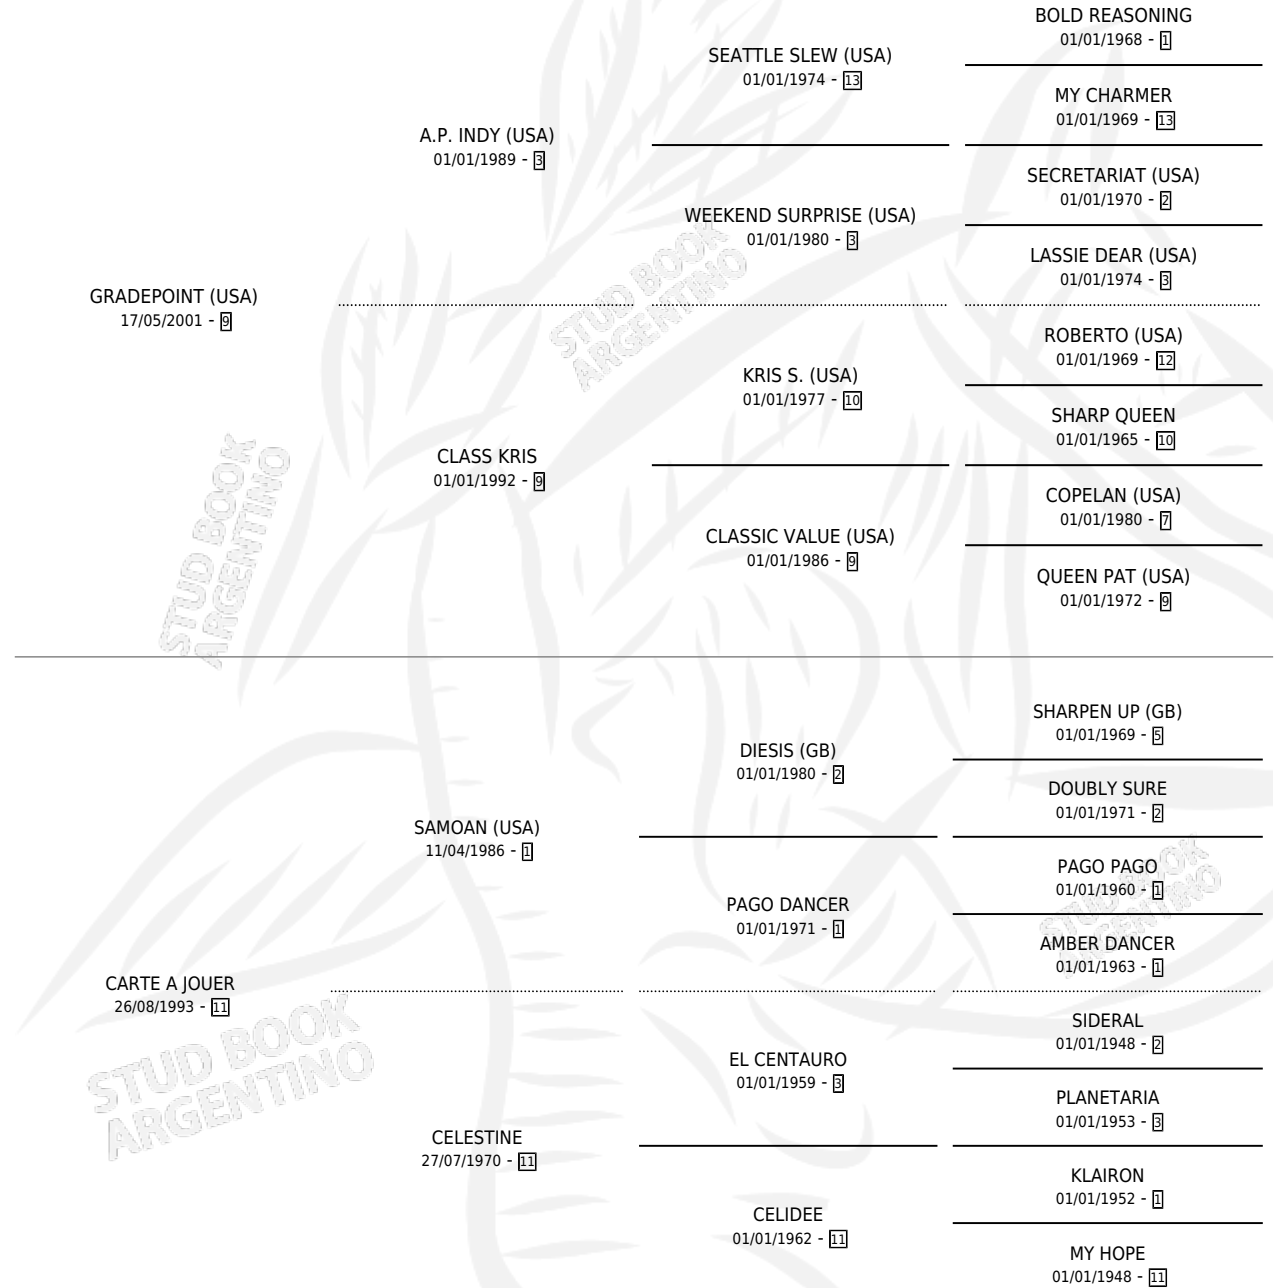 BOLD REASONING
01/01/1968 - 1
SEATTLE SLEW (USA)
01/01/1974 - 13
MY CHARMER
01/01/1969 - 13
A.P. INDY (USA)
01/01/1989 - 3
SECRETARIAT (USA)
01/01/1970 - 2
WEEKEND SURPRISE (USA)
01/01/1980 - 3
LASSIE DEAR (USA)
01/01/1974 - 3
GRADEPOINT (USA)
17/05/2001 - 9
ROBERTO (USA)
01/01/1969 - 12
KRIS S. (USA)
01/01/1977 - 10
SHARP QUEEN
01/01/1965 - 10
CLASS KRIS
01/01/1992 - 9
COPELAN (USA)
01/01/1980 - 7
CLASSIC VALUE (USA)
01/01/1986 - 9
QUEEN PAT (USA)
01/01/1972 - 9
SHARPEN UP (GB)
01/01/1969 - 5
DIESIS (GB)
01/01/1980 - 2
DOUBLY SURE
01/01/1971 - 2
SAMOAN (USA)
11/04/1986 - 1
PAGO PAGO
01/01/1960 - 1
PAGO DANCER
01/01/1971 - 1
AMBER DANCER
01/01/1963 - 1
CARTE A JOUER
26/08/1993 - 11
SIDERAL
01/01/1948 - 2
EL CENTAURO
01/01/1959 - 3
PLANETARIA
01/01/1953 - 3
CELESTINE
27/07/1970 - 11
KLAIRON
01/01/1952 - 1
CELIDEE
01/01/1962 - 11
MY HOPE
01/01/1948 - 11
STUD BOOK
ARGENTINO
STUD BOOK
ARGENTINO
STUD BOOK
ARGENTINO
STUD BOOK
ARGENTINO